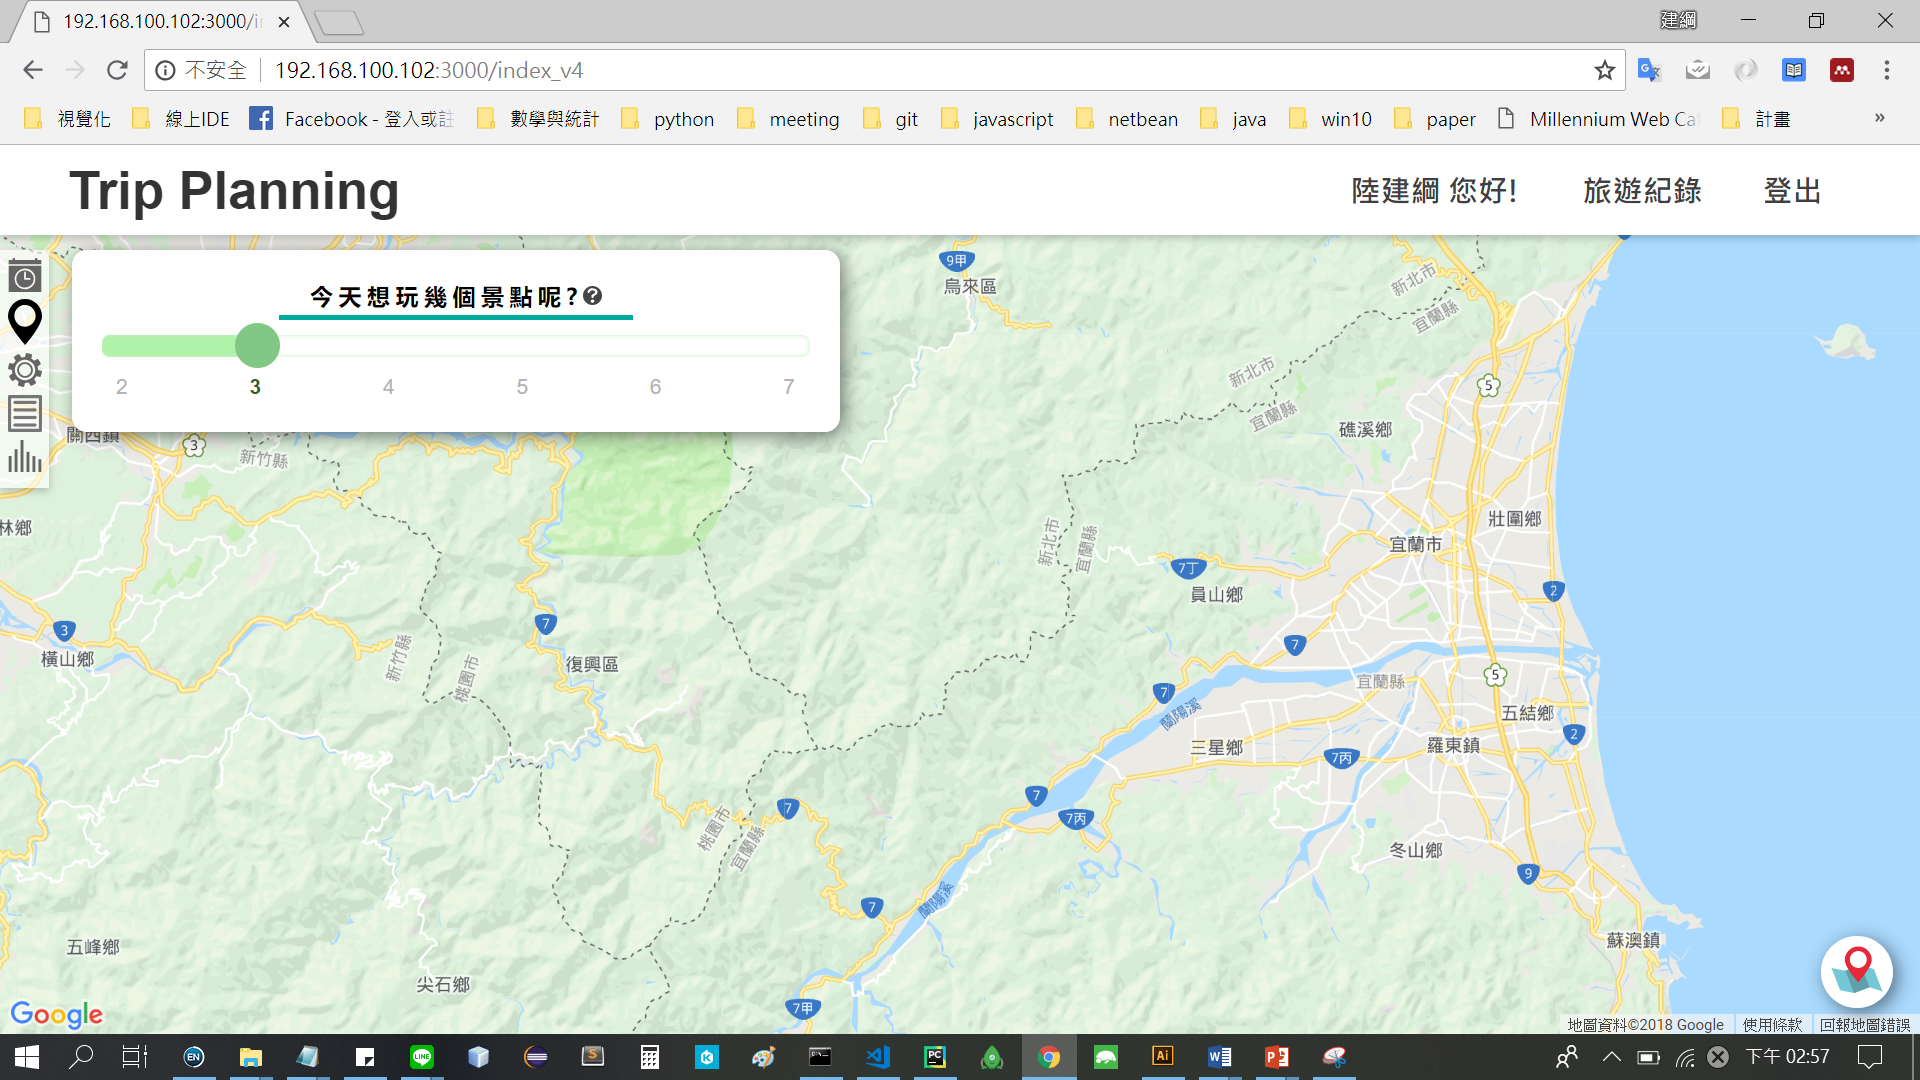 192.168.100.102:3000/in
建綱
不安全
192.168.100.102:3000/index_v4
視覺化
線上IDE
Facebook - 登入或註
數學與統計
python
meeting
git
javascript
netbean
java
win10
paper
Millennium Web Cat
計畫
»
Trip Planning
陸建綱 您好!
旅遊紀錄
登出
今天想玩幾個景點呢?
2 3 4 5 6 7
9甲
烏來區
新北市
宜蘭縣
新北市
宜蘭縣
5
礁溪鄉
關西鎮
3
新竹縣
林鄉
壯圍鄉
宜蘭市
新北市
宜蘭縣
7丁
員山鄉
2
3
7
7
橫山鄉
新竹縣
桃園市
復興區
宜蘭縣
5
7
蘭陽溪
五結鄉
2
三星鄉
羅東鎮
7丙
7
7
7丙
桃園市
宜蘭縣
冬山鄉
9
蘭陽溪
7
五峰鄉
蘇澳鎮
尖石鄉
7甲
Google
地圖資料©2018 Google
使用條款
回報地圖錯誤
EN
LINE
S
K
PC
Ai
W
P
下午 02:57